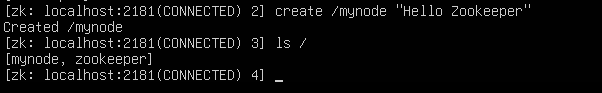 [zk: localhost:2181(CONNECTED) 2] create /mynode "Hello Zookeeper"
Created /mynode
[zk: localhost:2181(CONNECTED) 3] ls /
[mynode, zookeeper]
[zk: localhost:2181(CONNECTED) 4] _